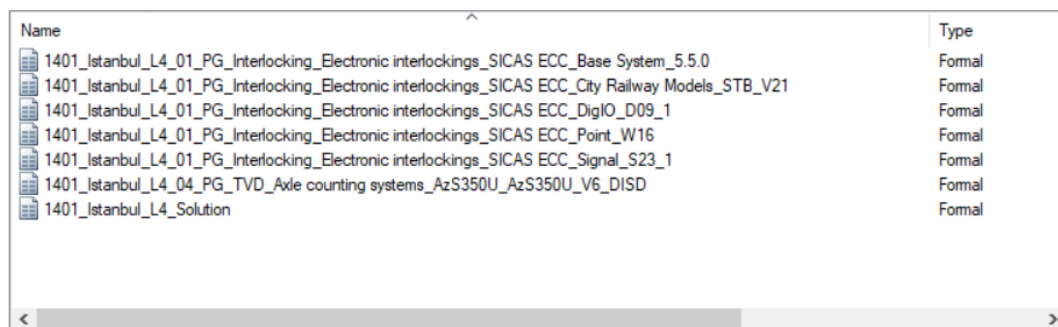 Name Type
1401_Istanbul_L4_01_PG_Interlocking_Electronic interlockings_SICAS ECC_Base System_5.5.0 Formal
1401_Istanbul_L4_01_PG_Interlocking_Electronic interlockings_SICAS ECC_City Railway Models_STB_V21 Formal
1401_Istanbul_L4_01_PG_Interlocking_Electronic interlockings_SICAS ECC_DigIO_D09_1 Formal
1401_Istanbul_L4_01_PG_Interlocking_Electronic interlockings_SICAS ECC_Point_W16 Formal
1401_Istanbul_L4_01_PG_Interlocking_Electronic interlockings_SICAS ECC_Signal_S23_1 Formal
1401_Istanbul_L4_04_PG_TVD_Axle counting systems_AzS350U_AzS350U_V6_DISD Formal
1401_Istanbul_L4_Solution Formal